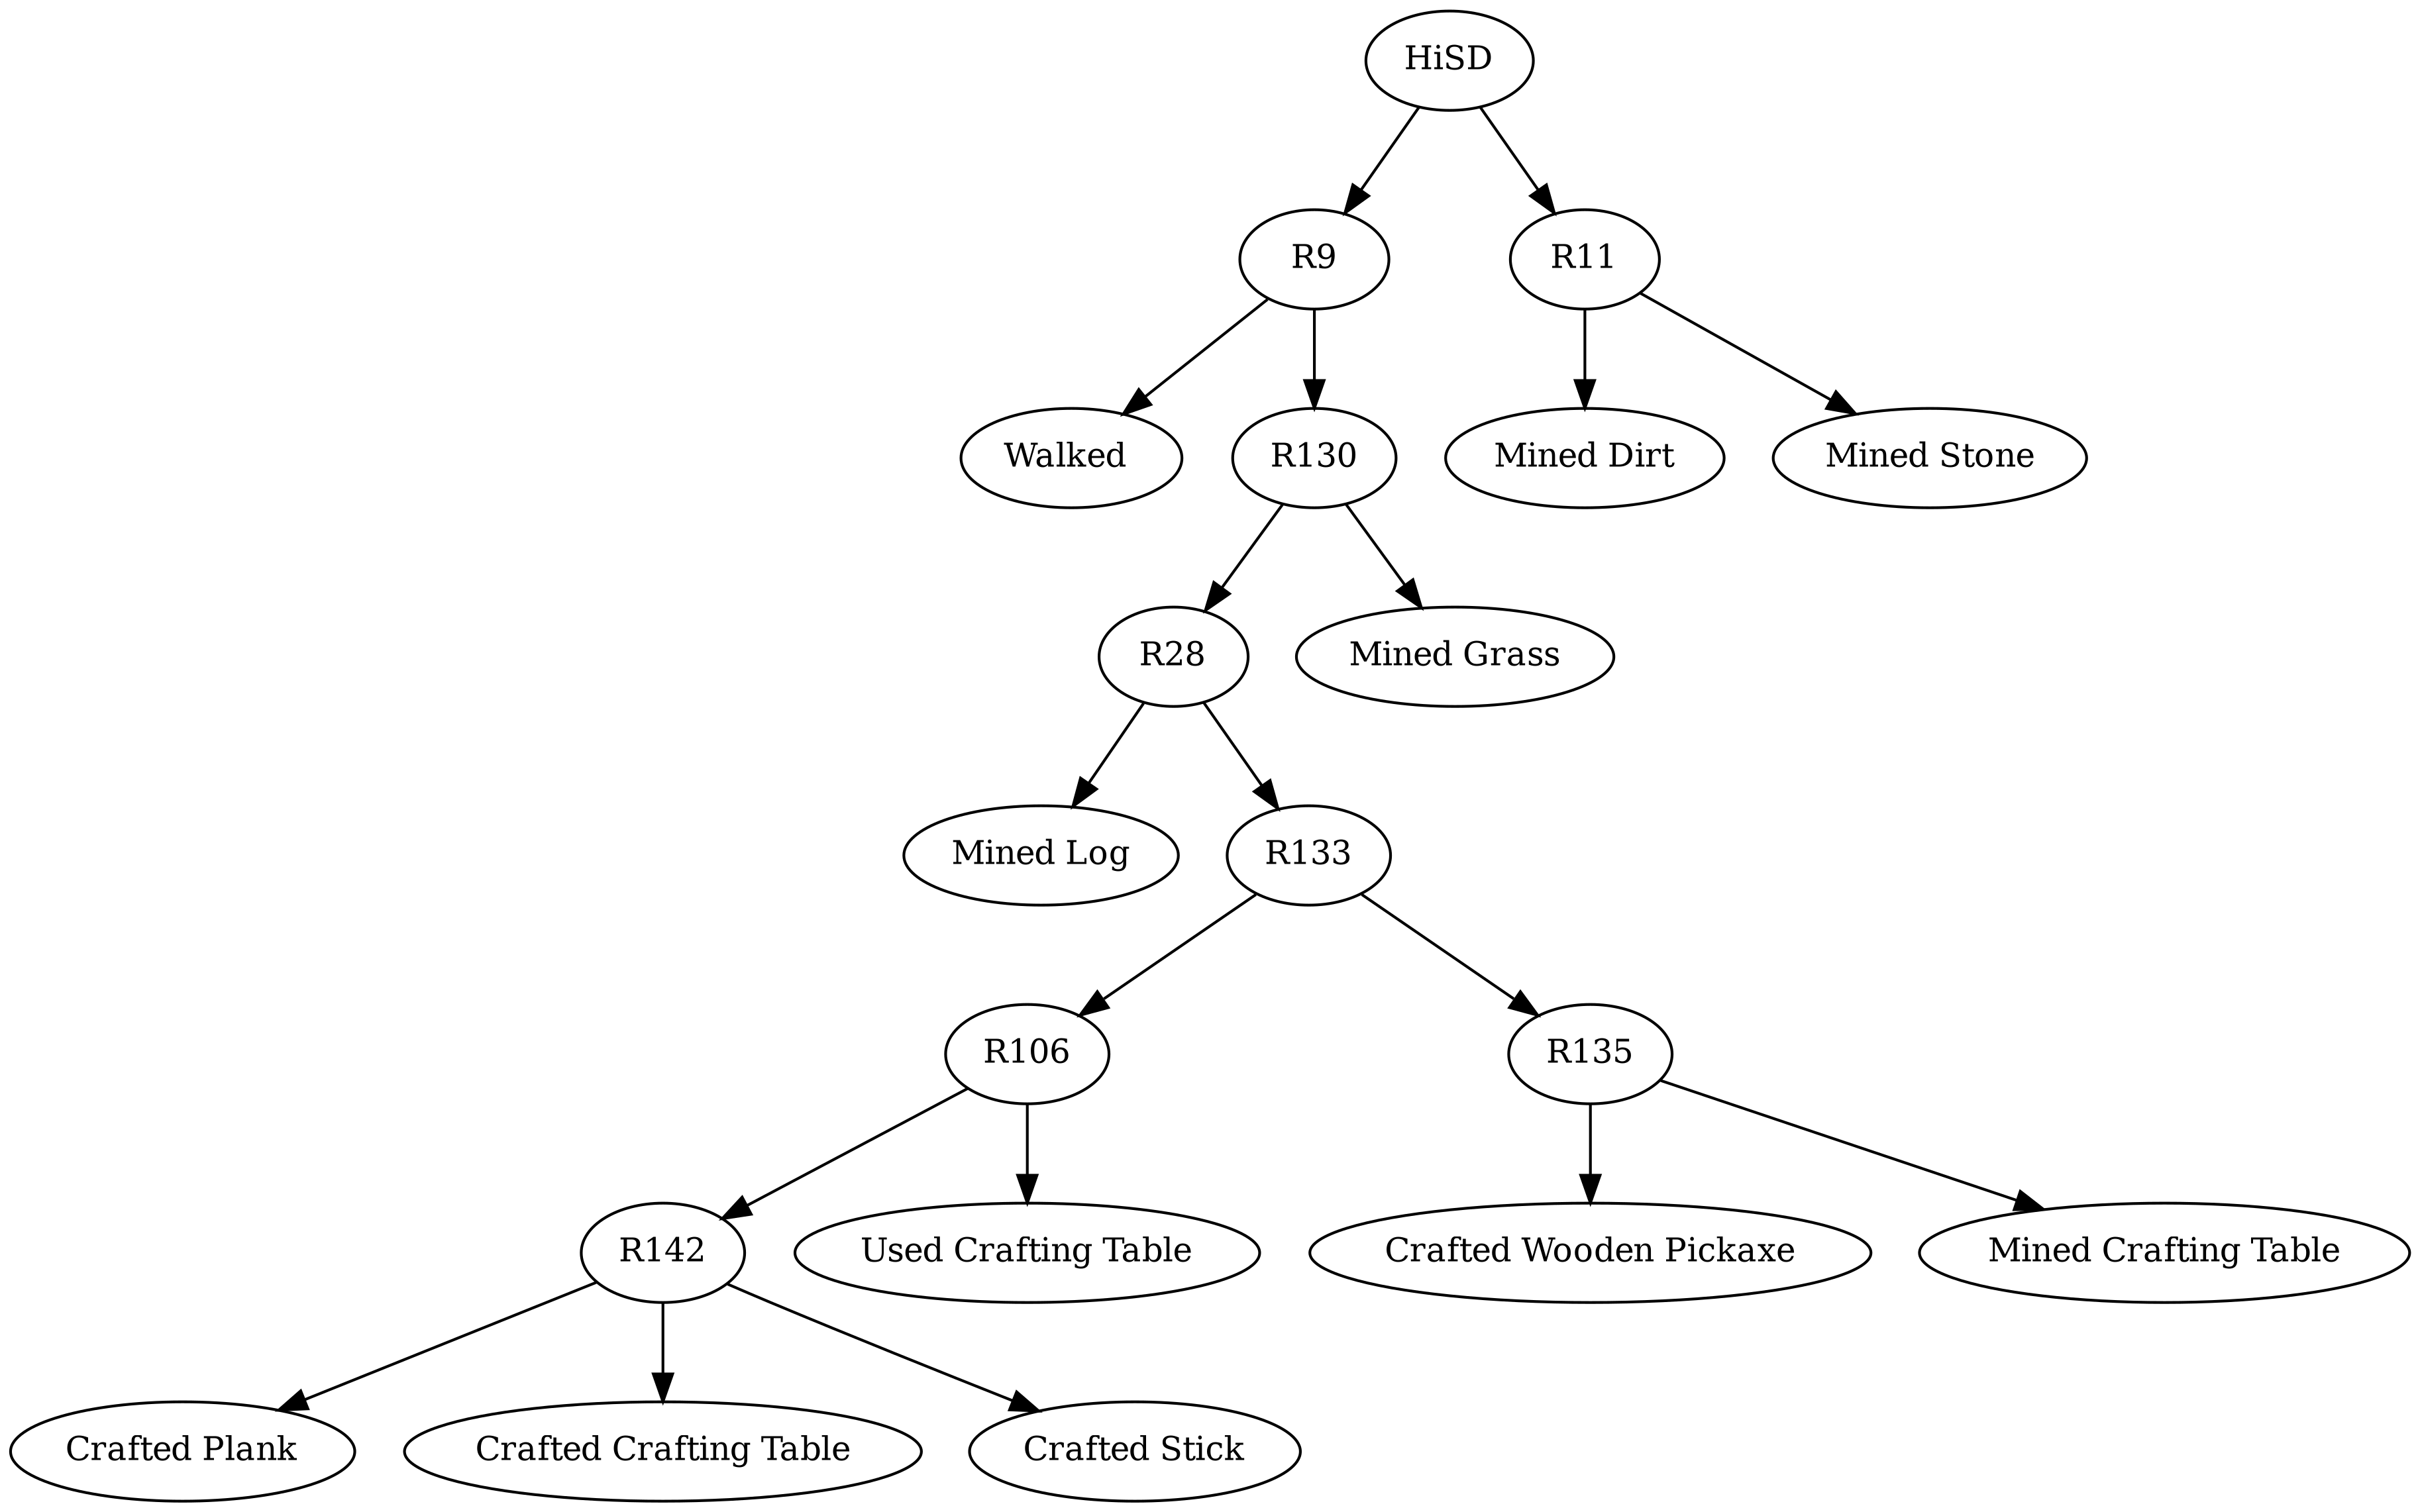 HiSD
R9
R11
Walked
R130
Mined Dirt
Mined Stone
R28
Mined Grass
Mined Log
R133
R106
R135
R142
Used Crafting Table
Crafted Wooden Pickaxe
Mined Crafting Table
Crafted Plank
Crafted Crafting Table
Crafted Stick